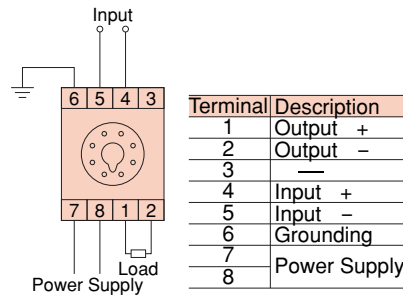 Input
6 5 4 3
7 8 1 2
Load
Power Supply
Terminal Description
1 Output +
2 Output −
3 —
4 Input +
5 Input −
6 Grounding
7 Power Supply
8